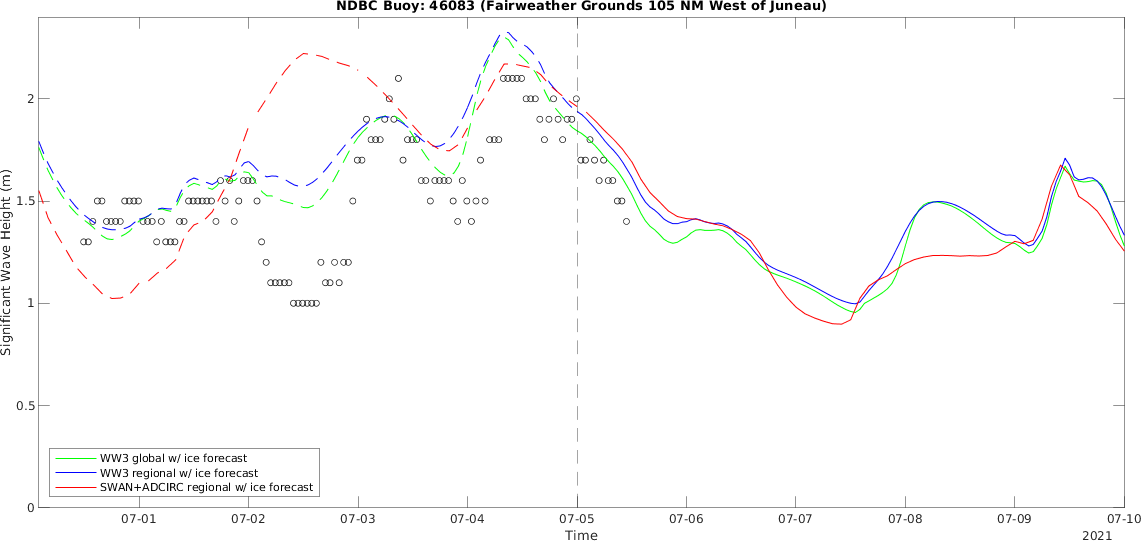 NDBC Buoy: 46083 (Fairweather Grounds 105 NM West of Juneau)
Significant Wave Height (m)
2
1.5
1
0.5
0
WW3 global w/ ice forecast
WW3 regional w/ ice forecast
SWAN+ADCIRC regional w/ ice forecast
07-01 07-02 07-03 07-04 07-05 07-06 07-07 07-08 07-09 07-10
Time
2021